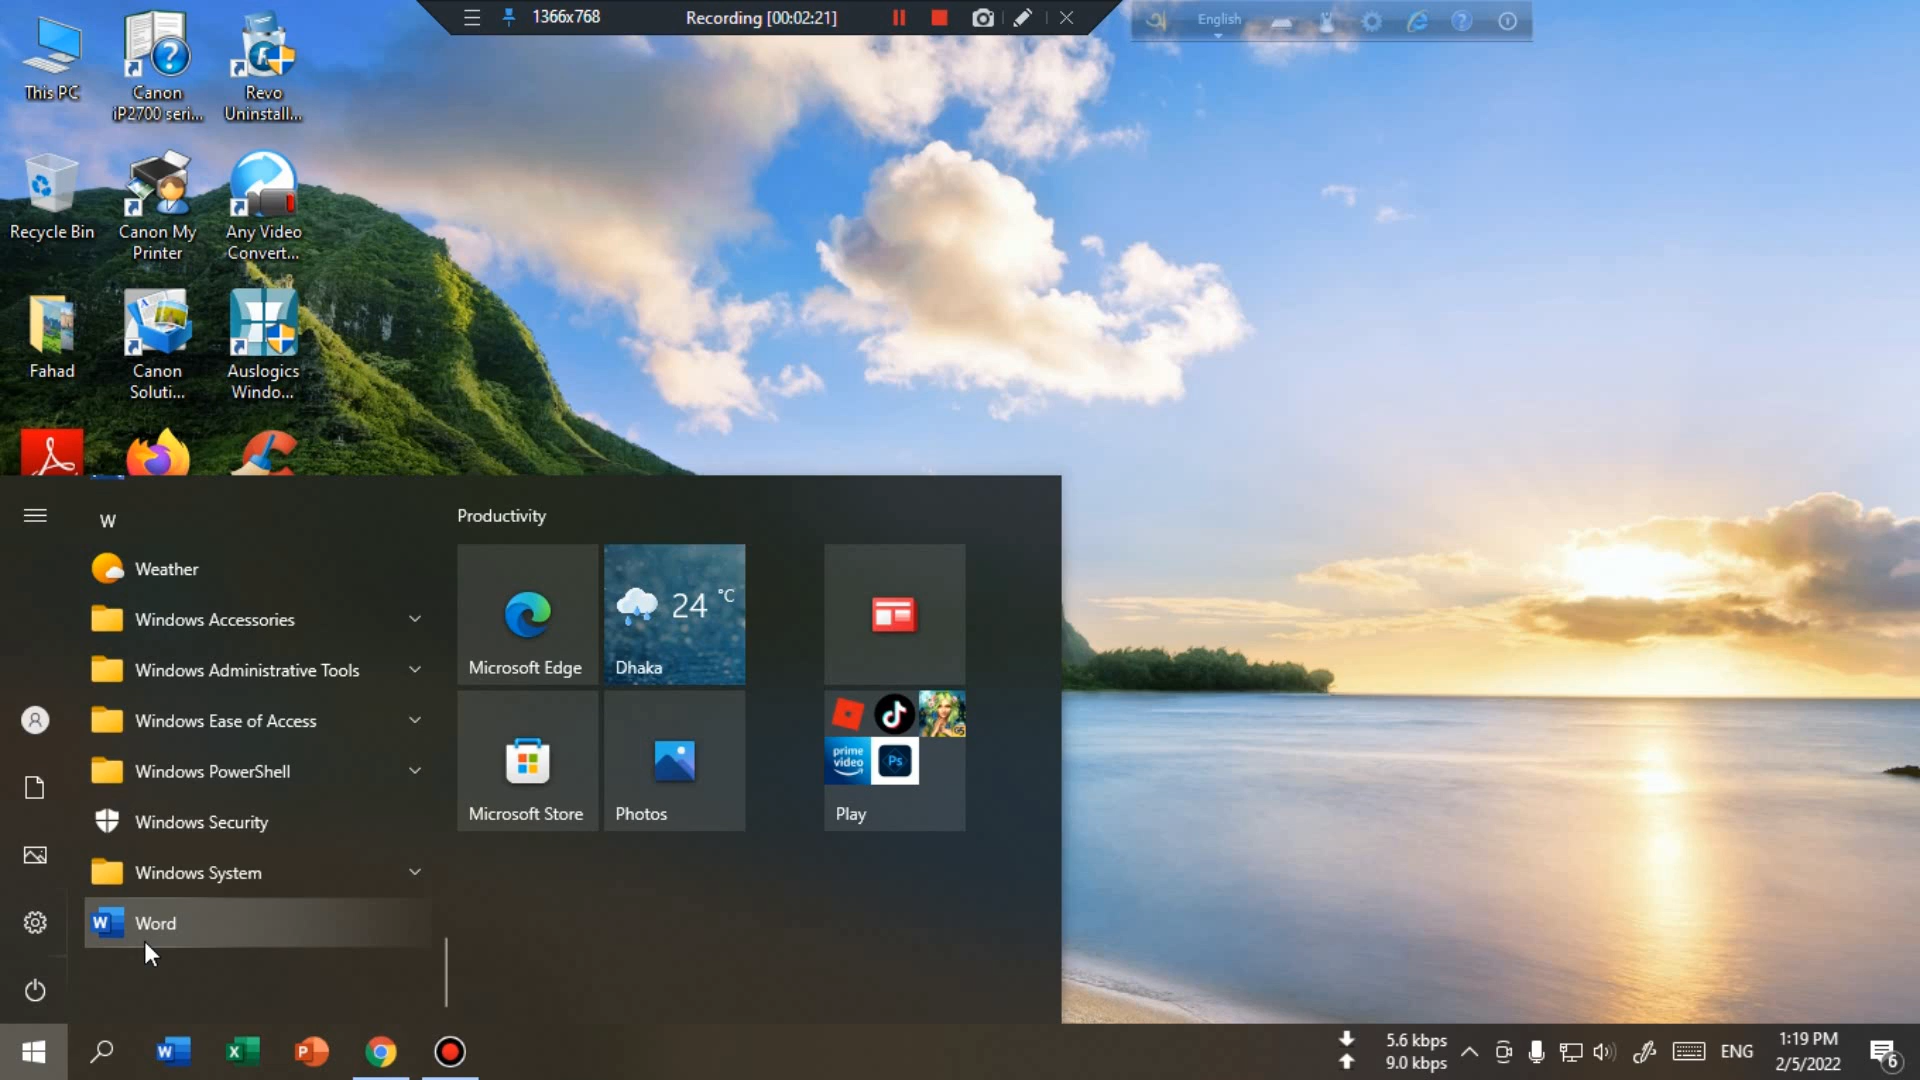 1366x768
Recording [00:02:21]
English
This PC
Canon
iP2700 seri...
Revo
Uninstall...
Recycle Bin
Canon My
Printer
Any Video
Convert...
Fahad
Canon
Soluti...
Auslogics
Windo...
W
Weather
Windows Accessories
Windows Administrative Tools
Windows Ease of Access
Windows PowerShell
Windows Security
Windows System
W
Word
Productivity
Microsoft Edge
24 °C
Dhaka
Microsoft Store
Photos
prime
video
Ps
Play
W
X
P
5.6 kbps
9.0 kbps
ENG
1:19 PM
2/5/2022
6